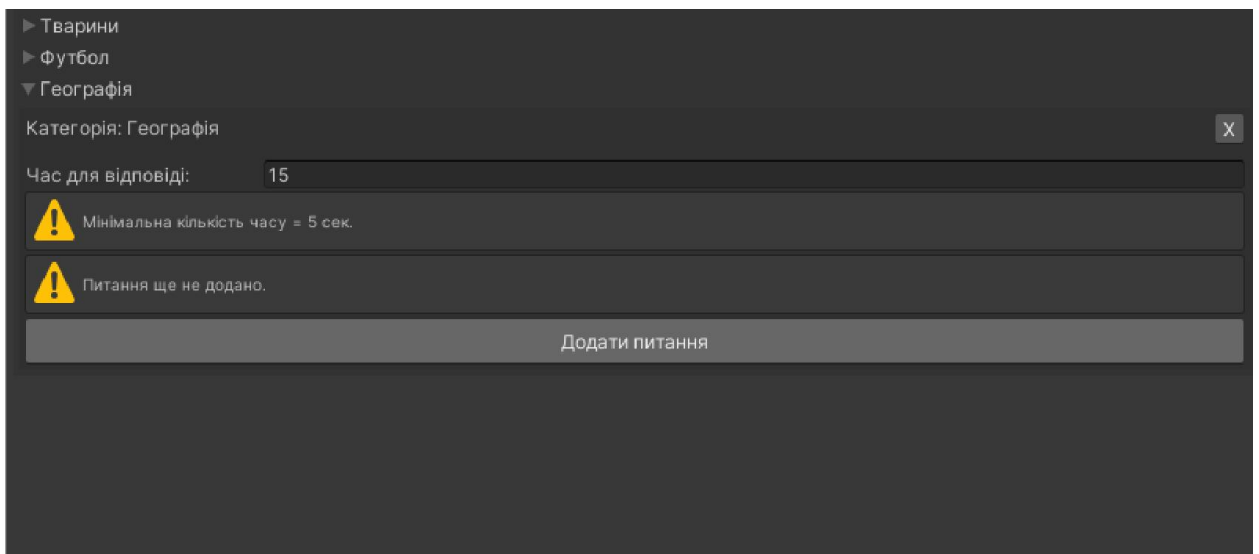 Тварини
Футбол
Географія
Категорія: Географія
X
Час для відповіді: 15
Мінімальна кількість часу = 5 сек.
Питання ще не додано.
Додати питання